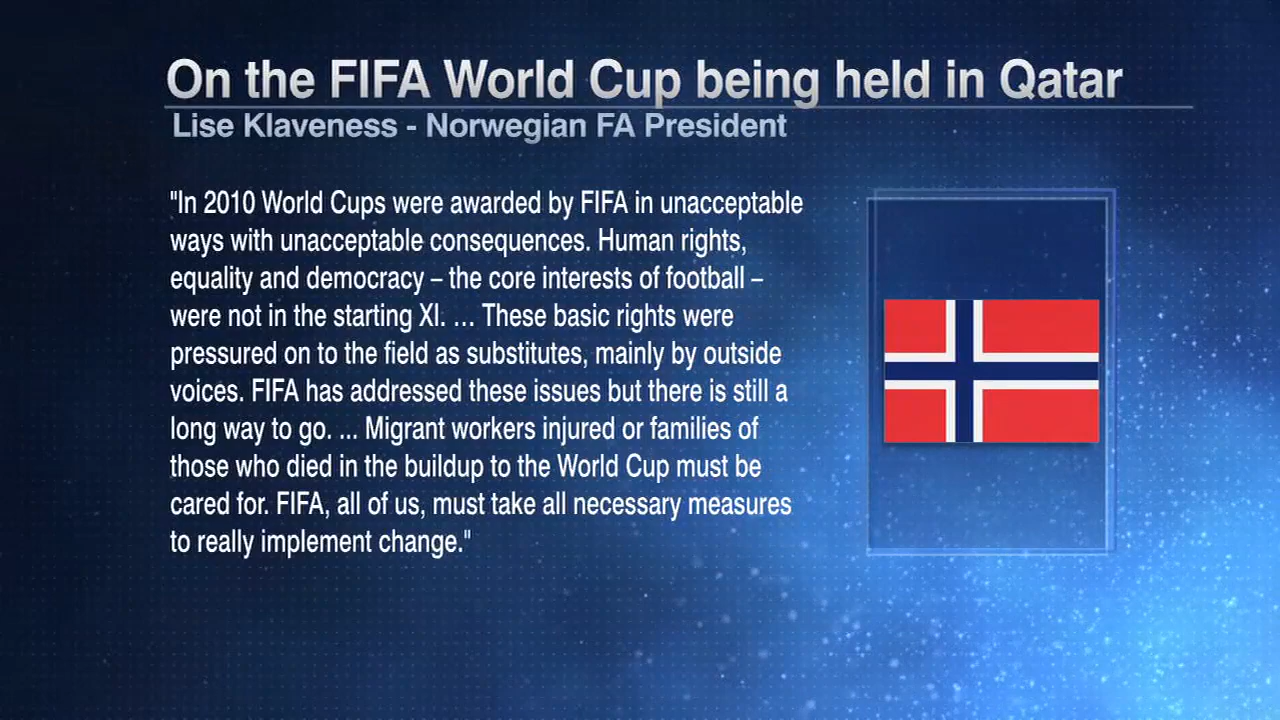 On the FIFA World Cup being held in Qatar
Lise Klaveness - Norwegian FA President
"In 2010 World Cups were awarded by FIFA in unacceptable
ways with unacceptable consequences. Human rights,
equality and democracy – the core interests of football –
were not in the starting XI. … These basic rights were
pressured on to the field as substitutes, mainly by outside
voices. FIFA has addressed these issues but there is still a
long way to go. ... Migrant workers injured or families of
those who died in the buildup to the World Cup must be
cared for. FIFA, all of us, must take all necessary measures
to really implement change."